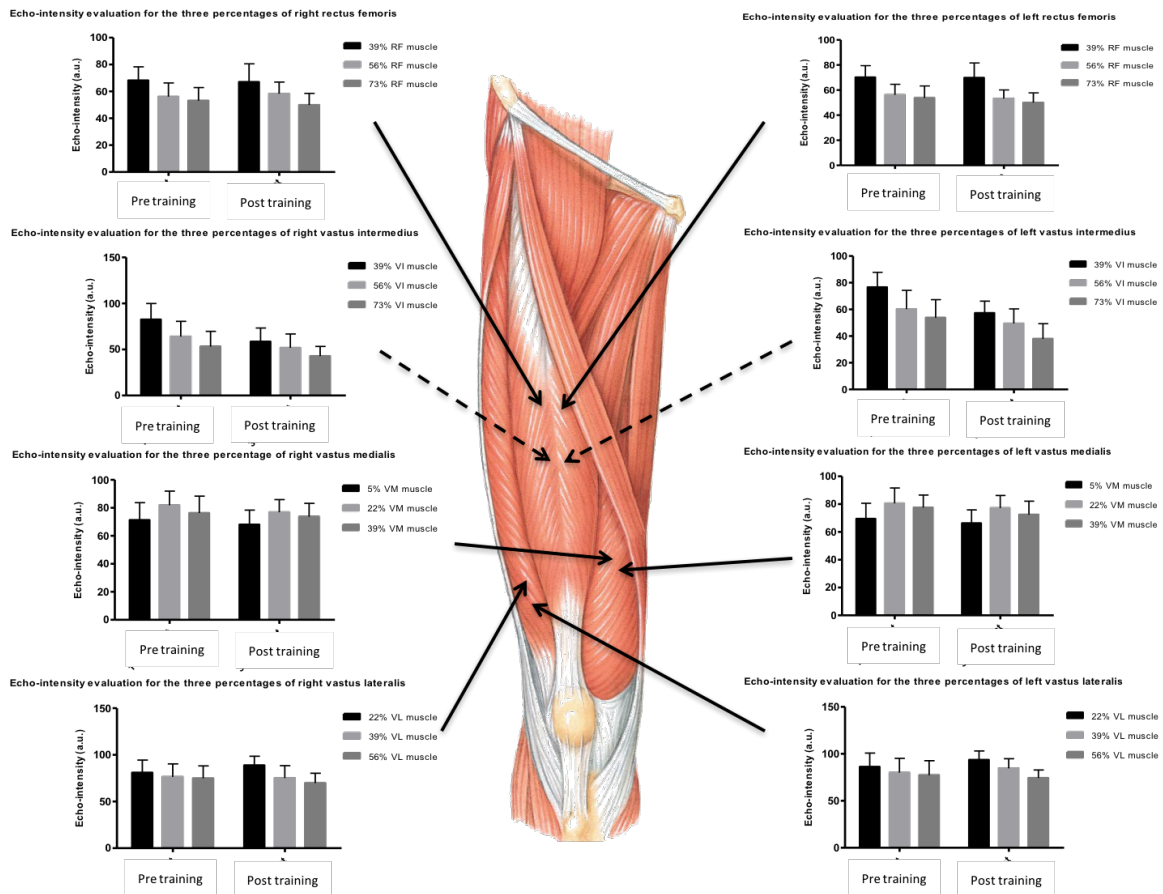 Echo-intensity evaluation for the three percentages of right rectus femoris
Echo-intensity (a.u.)
100
80
60
40
20
0
39% RF muscle
56% RF muscle
73% RF muscle
Pre training
Post training
Echo-intensity evaluation for the three percentages of left rectus femoris
Echo-intensity (a.u.)
100
80
60
40
20
0
39% RF muscle
56% RF muscle
73% RF muscle
Pre training
Post training
Echo-intensity evaluation for the three percentages of right vastus intermedius
Echo-intensity (a.u.)
150
100
50
0
39% VI muscle
56% VI muscle
73% VI muscle
Pre training
Post training
Echo-intensity evaluation for the three percentages of left vastus intermedius
Echo-intensity (a.u.)
100
80
60
40
20
0
39% VI muscle
56% VI muscle
73% VI muscle
Pre training
Post training
Echo-intensity evaluation for the three percentage of right vastus medialis
Echo-intensity (a.u.)
100
80
60
40
20
0
5% VM muscle
22% VM muscle
39% VM muscle
Pre training
Post training
Echo-intensity evaluation for the three percentages of left vastus medialis
Echo-intensity (a.u.)
100
80
60
40
20
0
5% VM muscle
22% VM muscle
39% VM muscle
Pre training
Post training
Echo-intensity evaluation for the three percentages of right vastus lateralis
Echo-intensity (a.u.)
150
100
50
0
22% VL muscle
39% VL muscle
56% VL muscle
Pre training
Post training
Echo-intensity evaluation for the three percentages of left vastus lateralis
Echo-intensity (a.u.)
150
100
50
0
22% VL muscle
39% VL muscle
56% VL muscle
Pre training
Post training